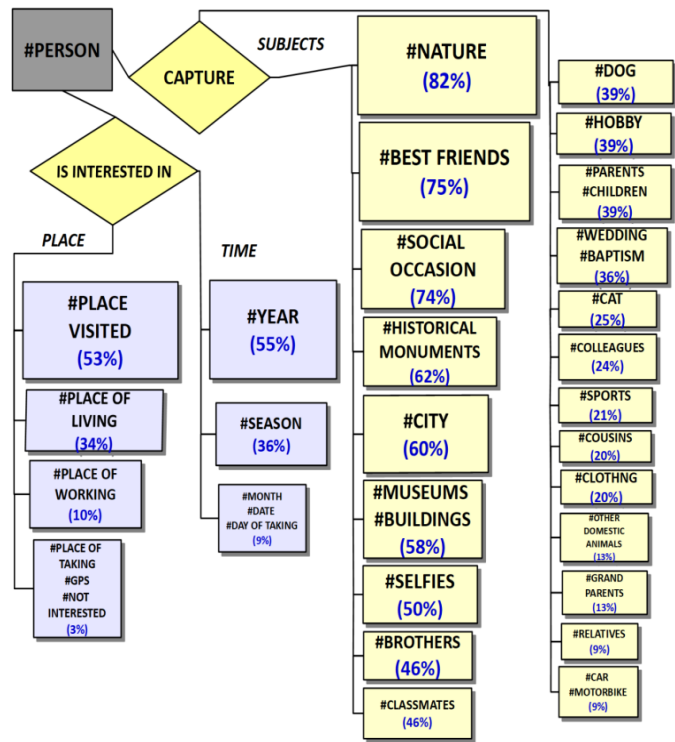 #PERSON
CAPTURE
SUBJECTS
IS INTERESTED IN
PLACE
TIME
#PLACE
VISITED
(53%)
#PLACE OF
LIVING
(34%)
#PLACE OF
WORKING
(10%)
#PLACE OF
TAKING
#GPS
#NOT
INTERESTED
(3%)
#YEAR
(55%)
#SEASON
(36%)
#MONTH
#DATE
#DAY OF TAKING
(9%)
#NATURE
(82%)
#BEST FRIENDS
(75%)
#SOCIAL
OCCASION
(74%)
#HISTORICAL
MONUMENTS
(62%)
#CITY
(60%)
#MUSEUMS
#BUILDINGS
(58%)
#SELFIES
(50%)
#BROTHERS
(46%)
#CLASSMATES
(46%)
#DOG
(39%)
#HOBBY
(39%)
#PARENTS
#CHILDREN
(39%)
#WEDDING
#BAPTISM
(36%)
#CAT
(25%)
#COLLEAGUES
(24%)
#SPORTS
(21%)
#COUSINS
(20%)
#CLOTHNG
(20%)
#OTHER
DOMESTIC
ANIMALS
(13%)
#GRAND
PARENTS
(13%)
#RELATIVES
(9%)
#CAR
#MOTORBIKE
(9%)